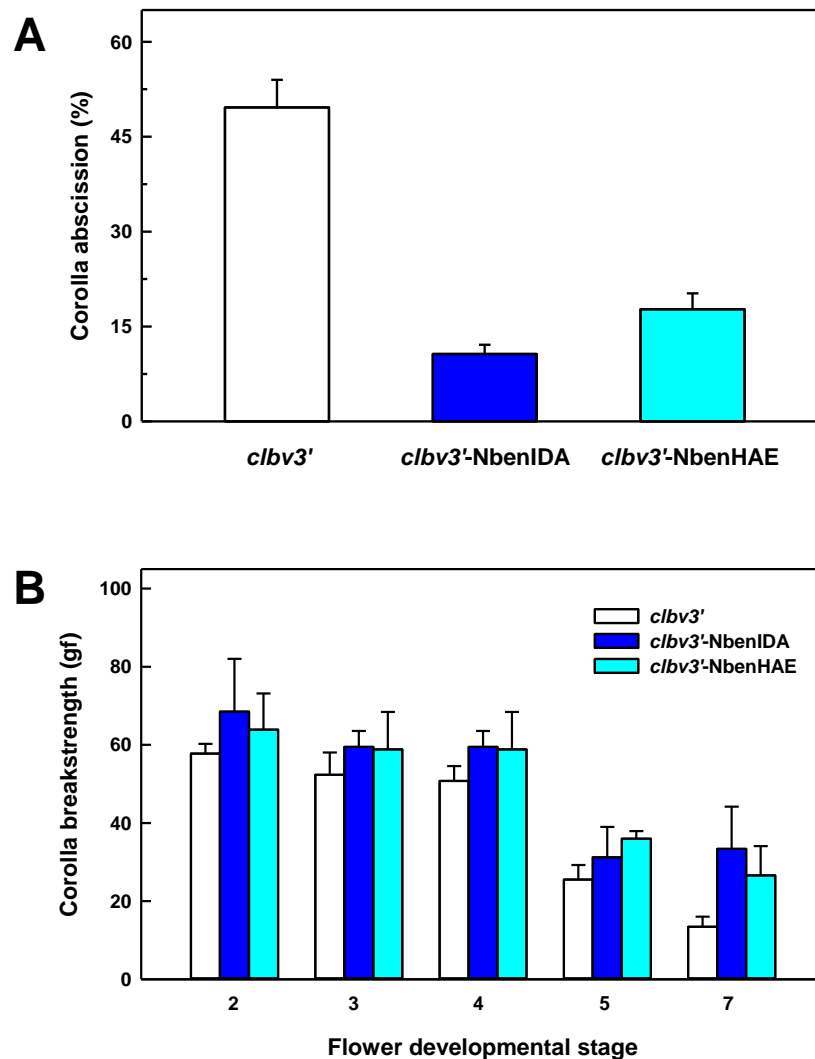 A
Corolla abscission (%)
60
45
30
15
0
clbv3'
clbv3'-NbenIDA
clbv3'-NbenHAE
B
Corolla breakstrength (gf)
100
80
60
40
20
0
clbv3'
clbv3'-NbenIDA
clbv3'-NbenHAE
2
3
4
5
7
Flower developmental stage